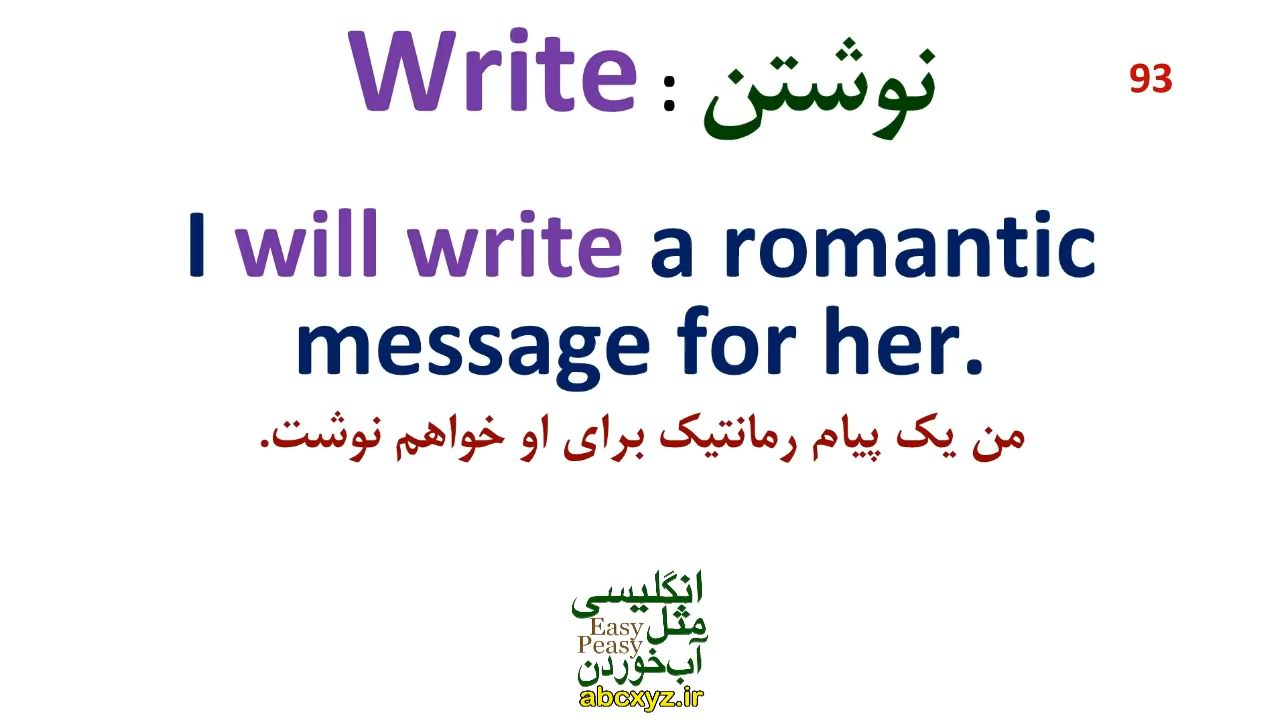 Write : نوشتن
93
I will write a romantic
message for her.
من یک پیام رمانتیک برای او خواهم نوشت.
انگلیسی
مثل
Easy
Peasy
آب‌خوردن
abcxyz.ir